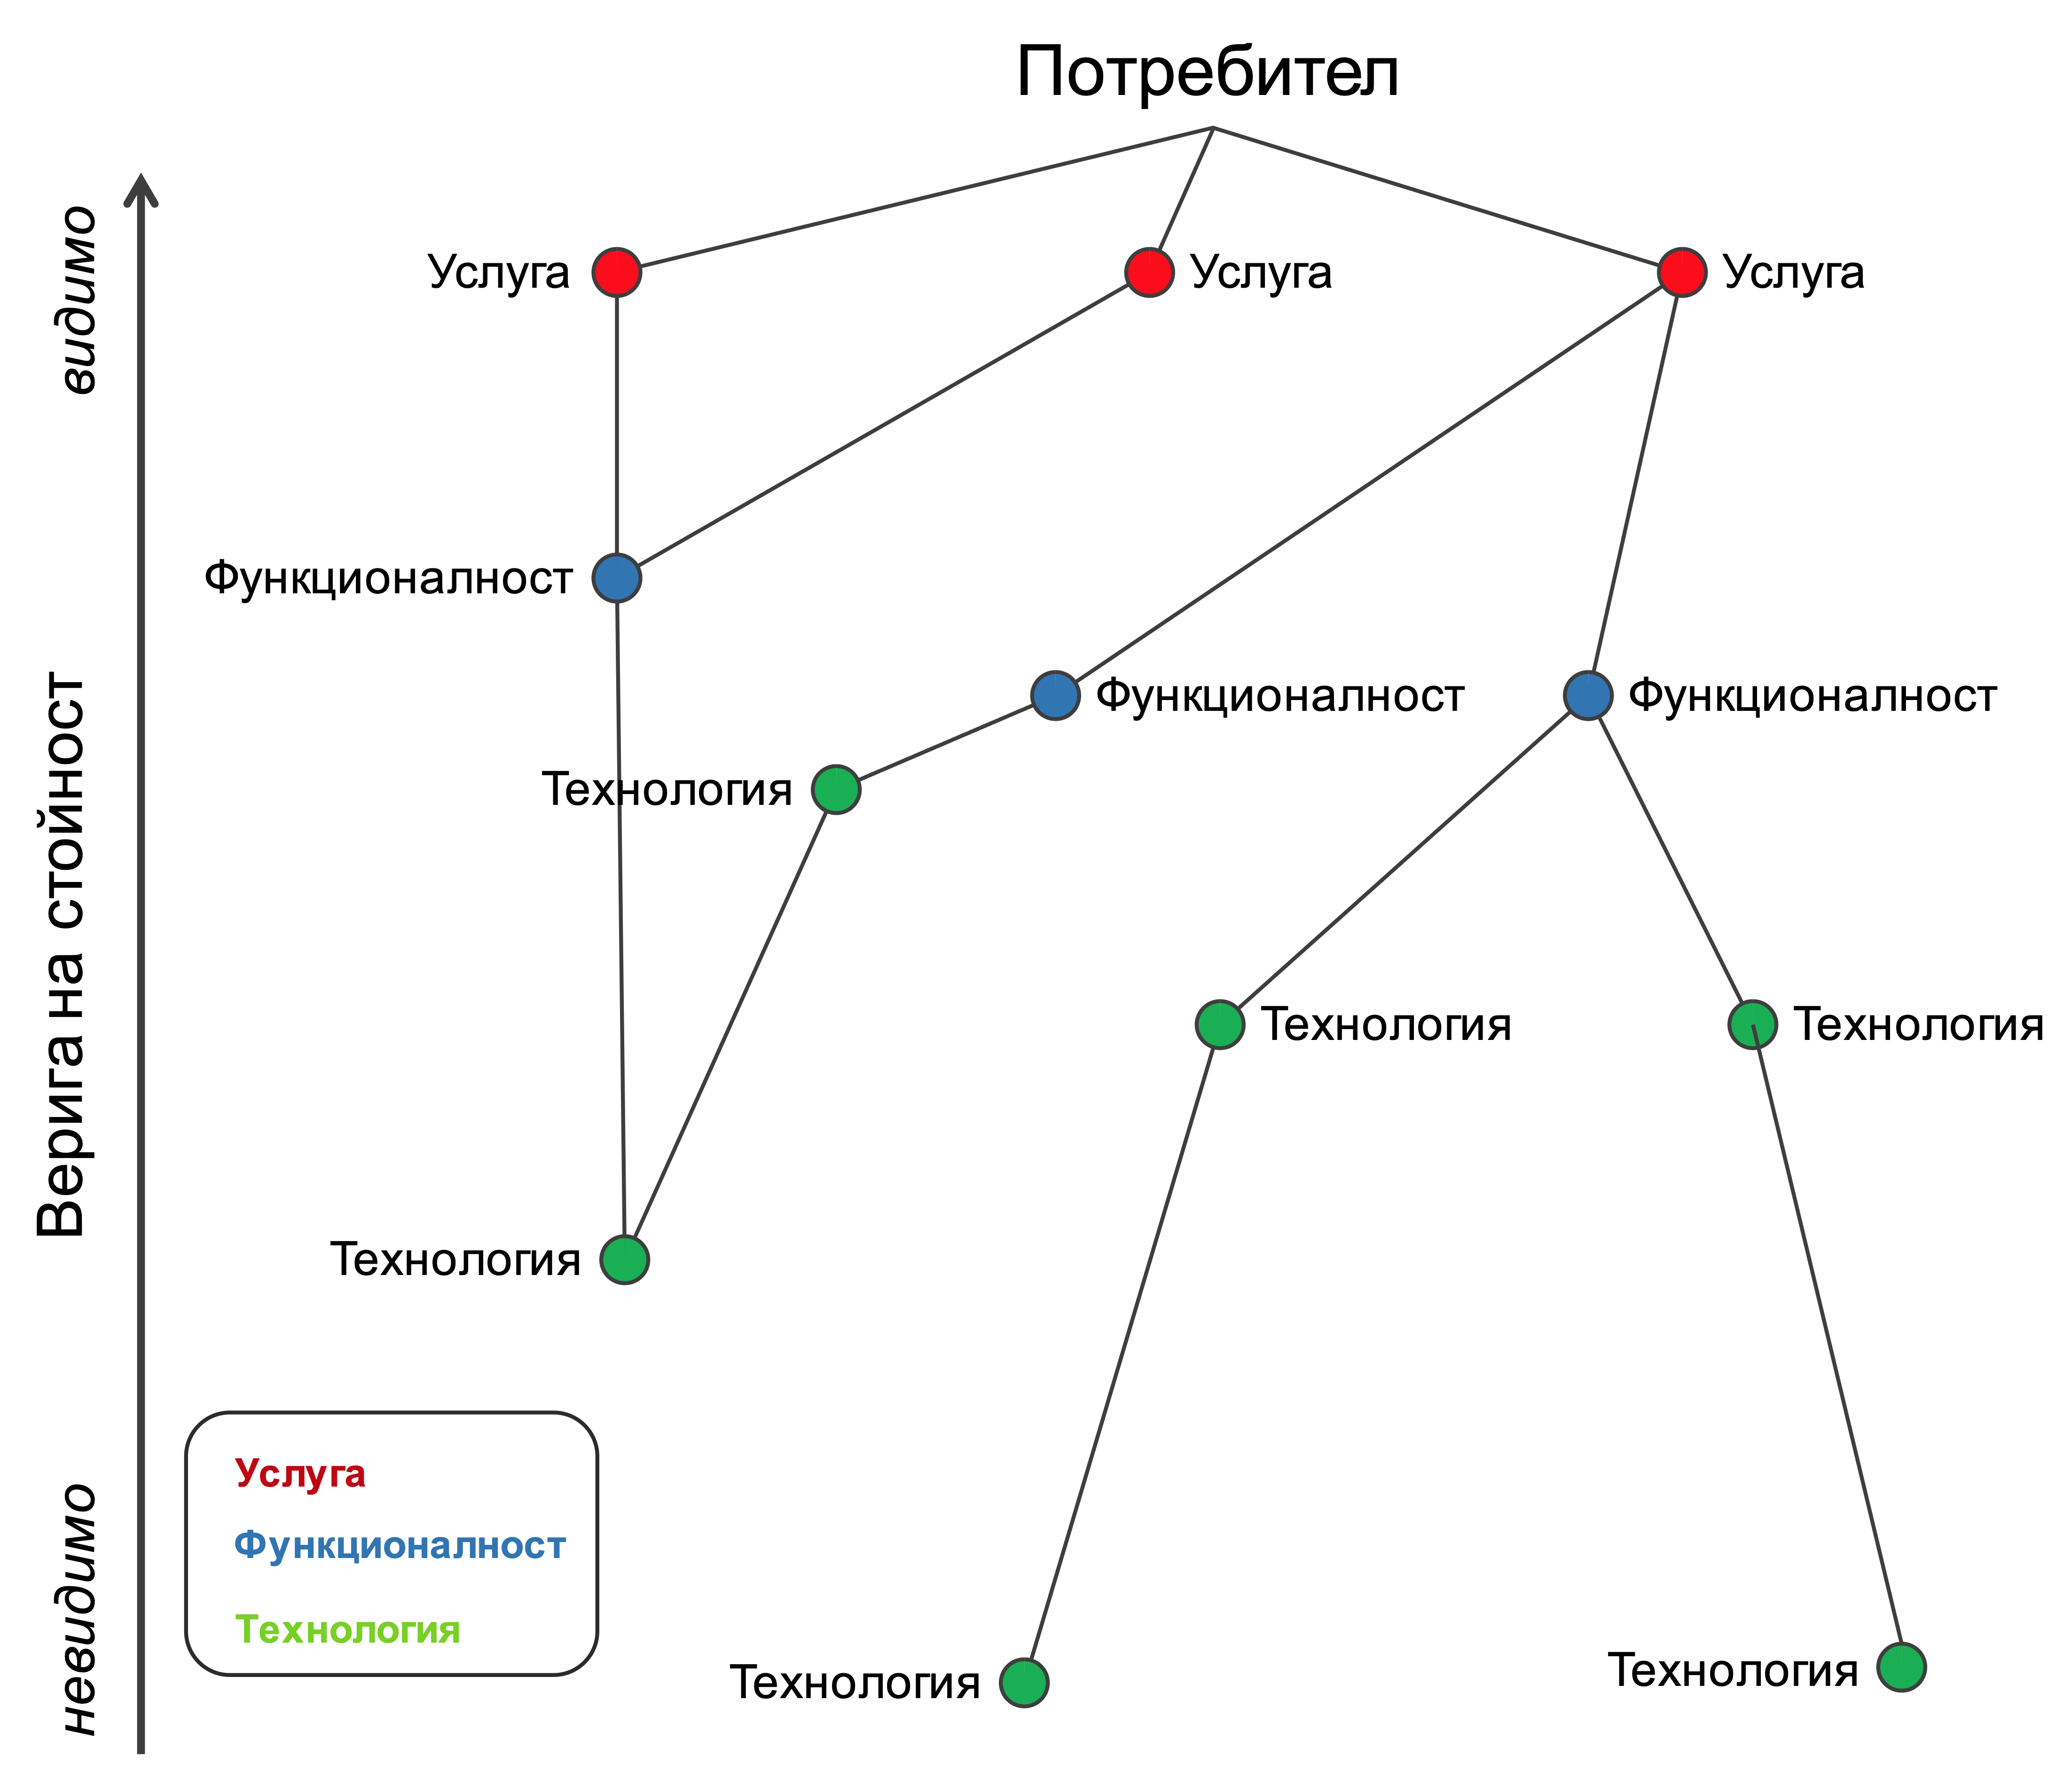 Потребител
видимо
Услуга
Услуга
Услуга
Функционалност
Функционалност
Функционалност
Верига на стойност
Технология
Технология
Технология
Технология
Услуга
Функционалност
Технология
невидимо
Технология
Технология